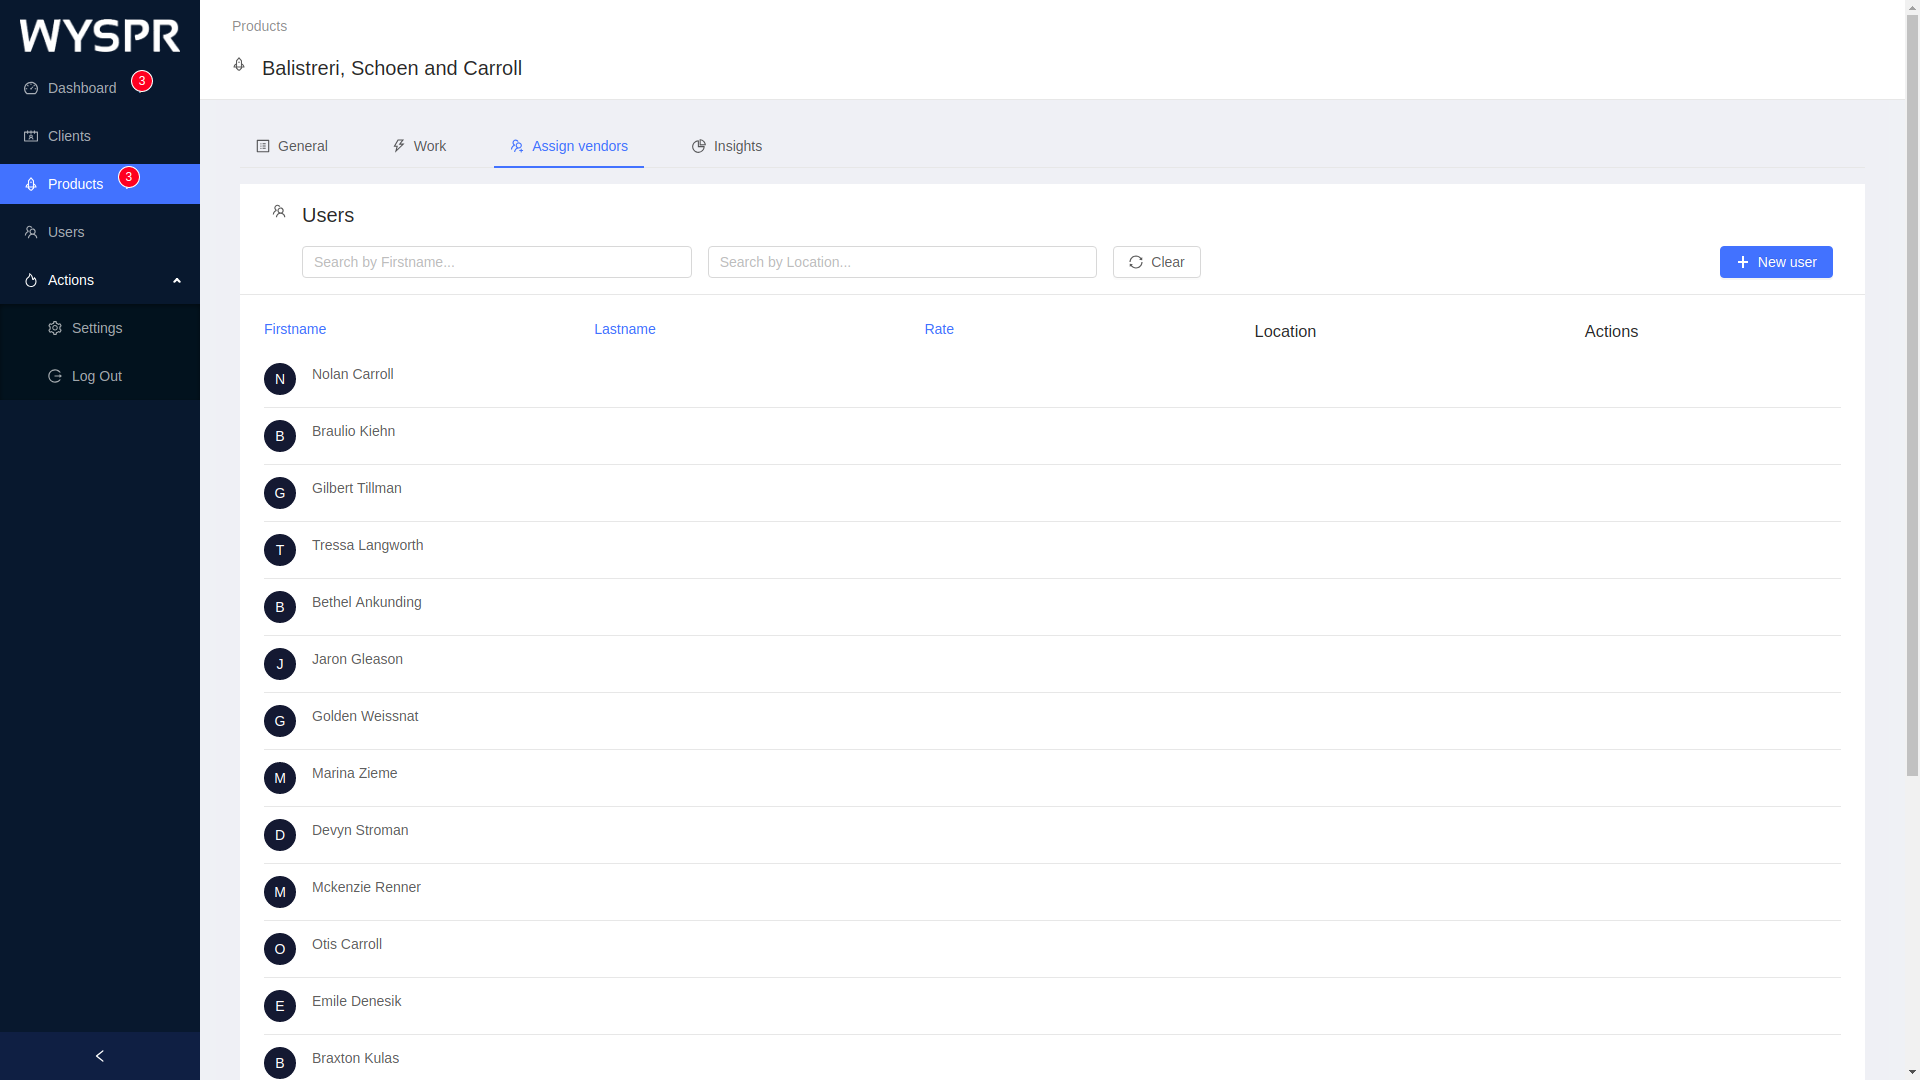 WYSPR
Dashboard 3
Clients
Products 3
Users
Actions
Settings
Log Out
Products
Balistreri, Schoen and Carroll
General Work Assign vendors Insights
Users
Search by Firstname... Search by Location... Clear New user
Firstname Lastname Rate Location Actions
N Nolan Carroll
B Braulio Kiehn
G Gilbert Tillman
T Tressa Langworth
B Bethel Ankunding
J Jaron Gleason
G Golden Weissnat
M Marina Zieme
D Devyn Stroman
M Mckenzie Renner
O Otis Carroll
E Emile Denesik
B Braxton Kulas